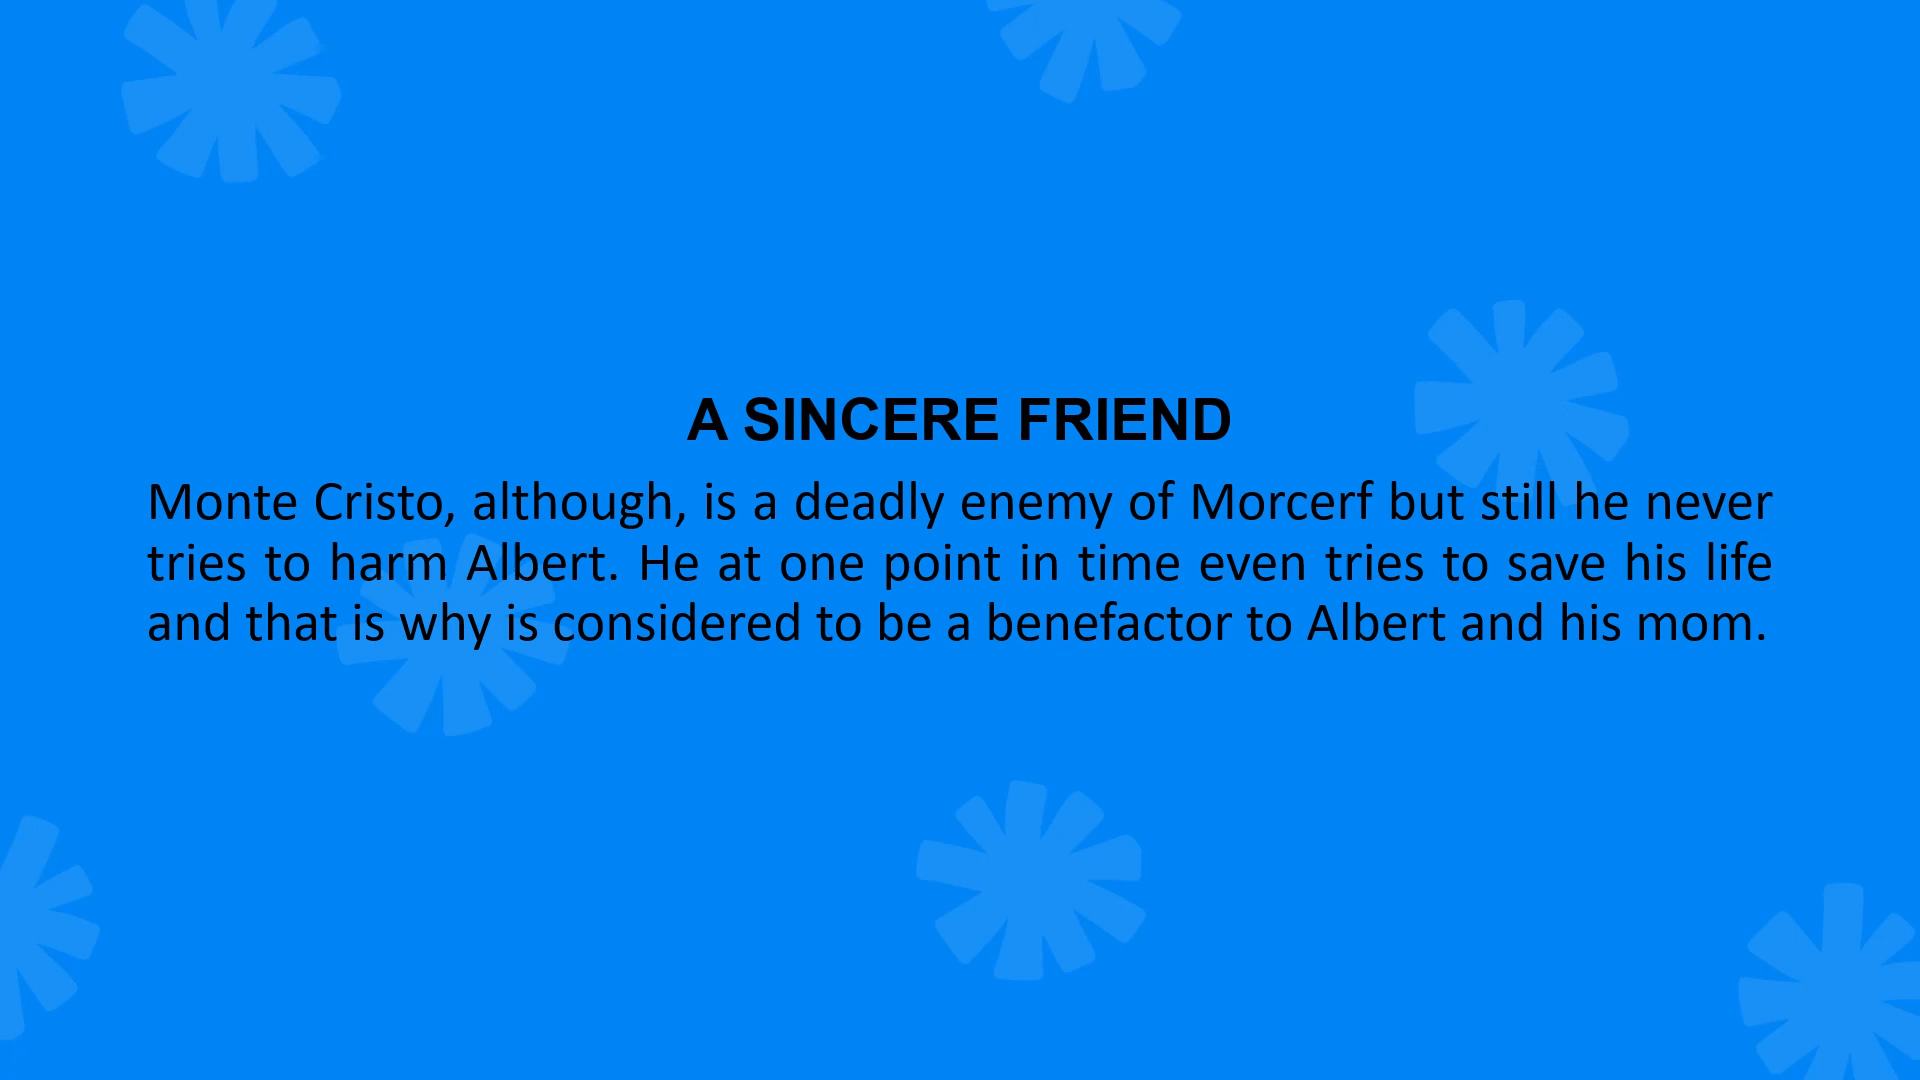 A SINCERE FRIEND
Monte Cristo, although, is a deadly enemy of Morcerf but still he never
tries to harm Albert. He at one point in time even tries to save his life
and that is why is considered to be a benefactor to Albert and his mom.